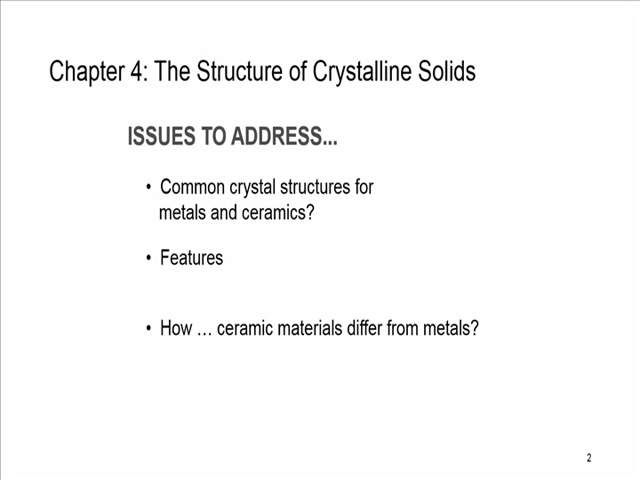 Chapter 4: The Structure of Crystalline Solids
ISSUES TO ADDRESS...
• Common crystal structures for
metals and ceramics?
• Features
• How … ceramic materials differ from metals?
2